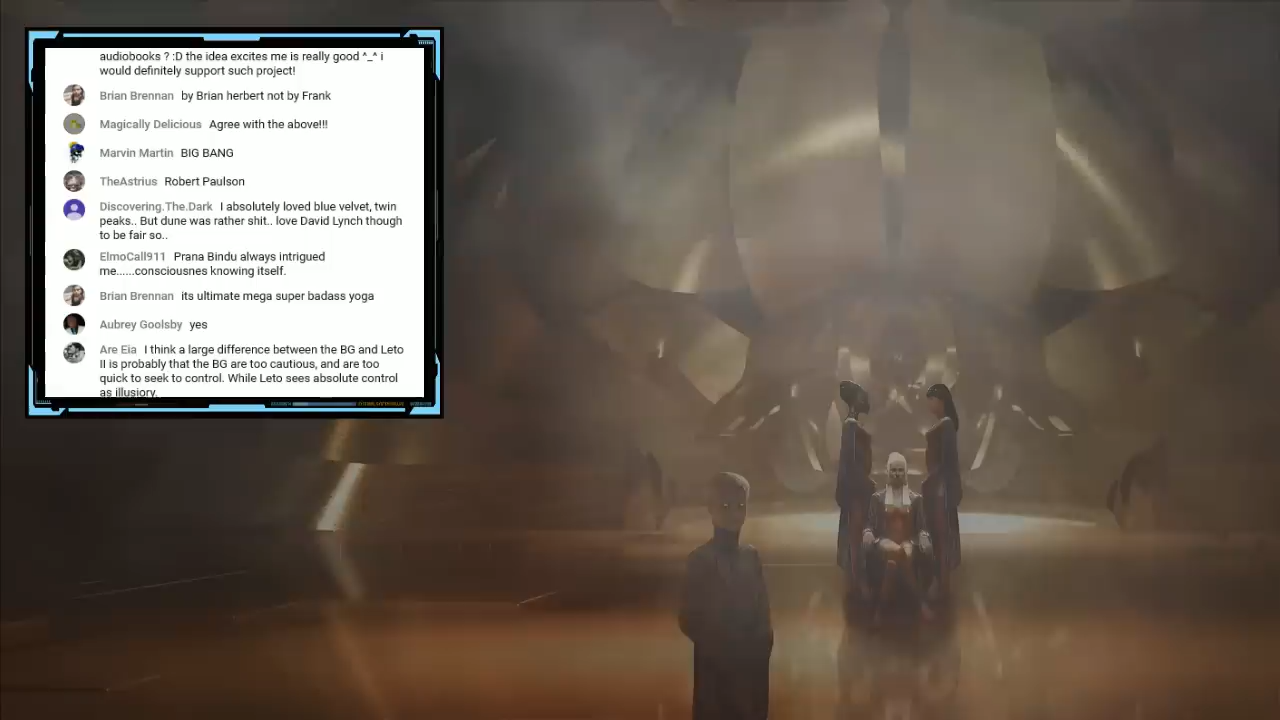 audiobooks ? :D the idea excites me is really good ^_^ i
would definitely support such project!
Brian Brennan by Brian herbert not by Frank
Magically Delicious Agree with the above!!!
Marvin Martin BIG BANG
TheAstrius Robert Paulson
Discovering.The.Dark I absolutely loved blue velvet, twin
peaks.. But dune was rather shit.. love David Lynch though
to be fair so..
ElmoCall911 Prana Bindu always intrigued
me......consciousnes knowing itself.
Brian Brennan its ultimate mega super badass yoga
Aubrey Goolsby yes
Are Eia I think a large difference between the BG and Leto
II is probably that the BG are too cautious, and are too
quick to seek to control. While Leto sees absolute control
as illusiory.